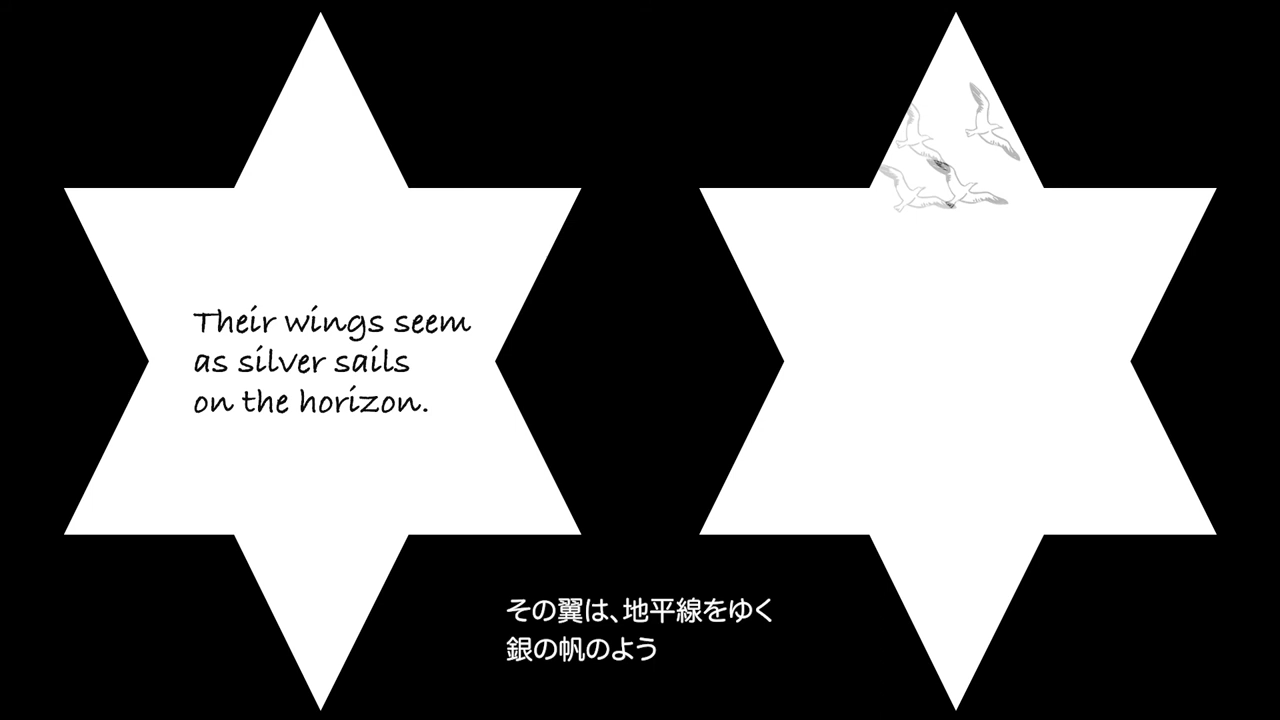 Their wings seem
as silver sails
on the horizon.
その翼は、地平線をゆく
銀の帆のよう